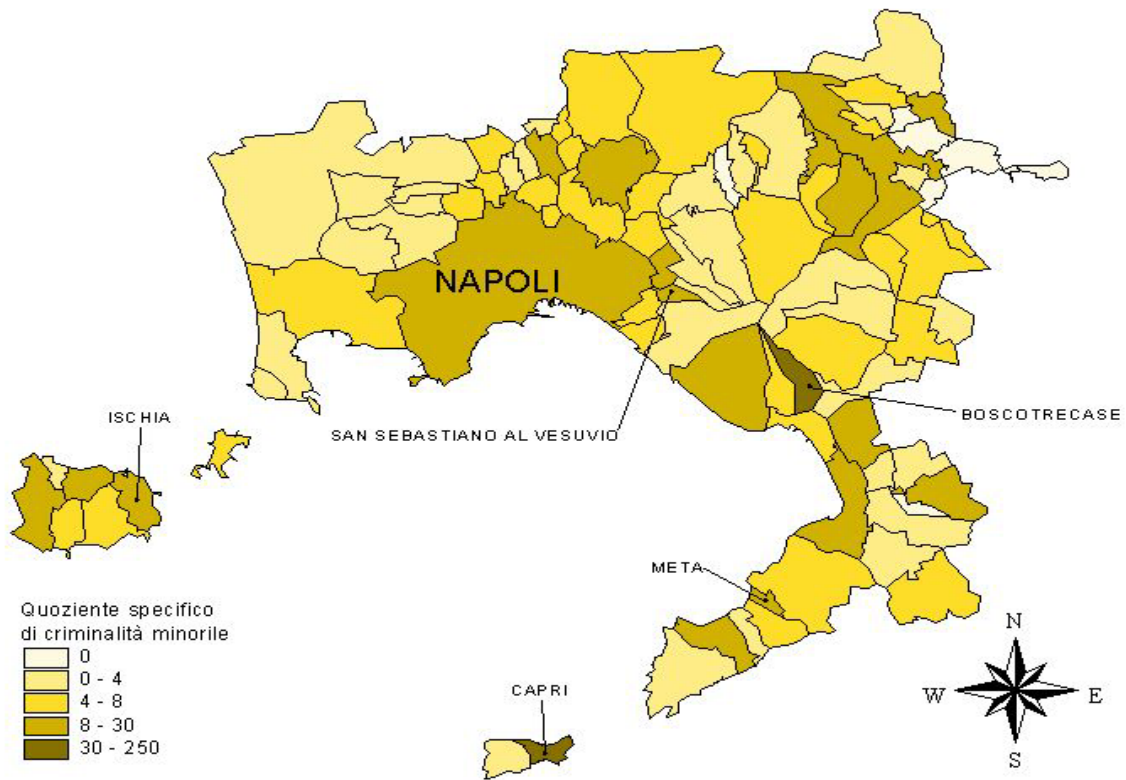 NAPOLI
ISCHIA
SAN SEBASTIANO AL VESUVIO
BOSCOTRECASE
META
CAPRI
Quoziente specifico
di criminalità minorile
0
0 - 4
4 - 8
8 - 30
30 - 250
N
W
E
S